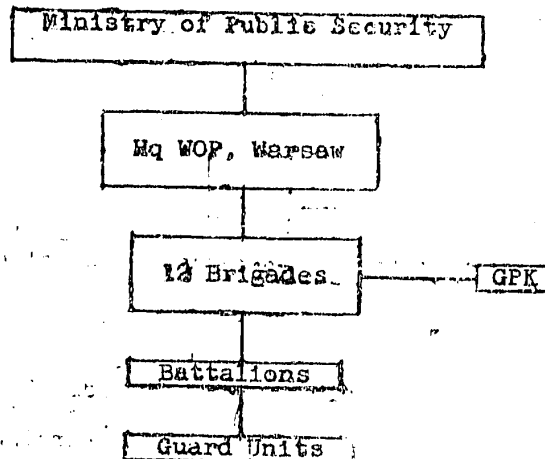 Ministry of Public Security
Hq WOP, Warsaw
12 Brigades
GPK
Battalions
Guard Units